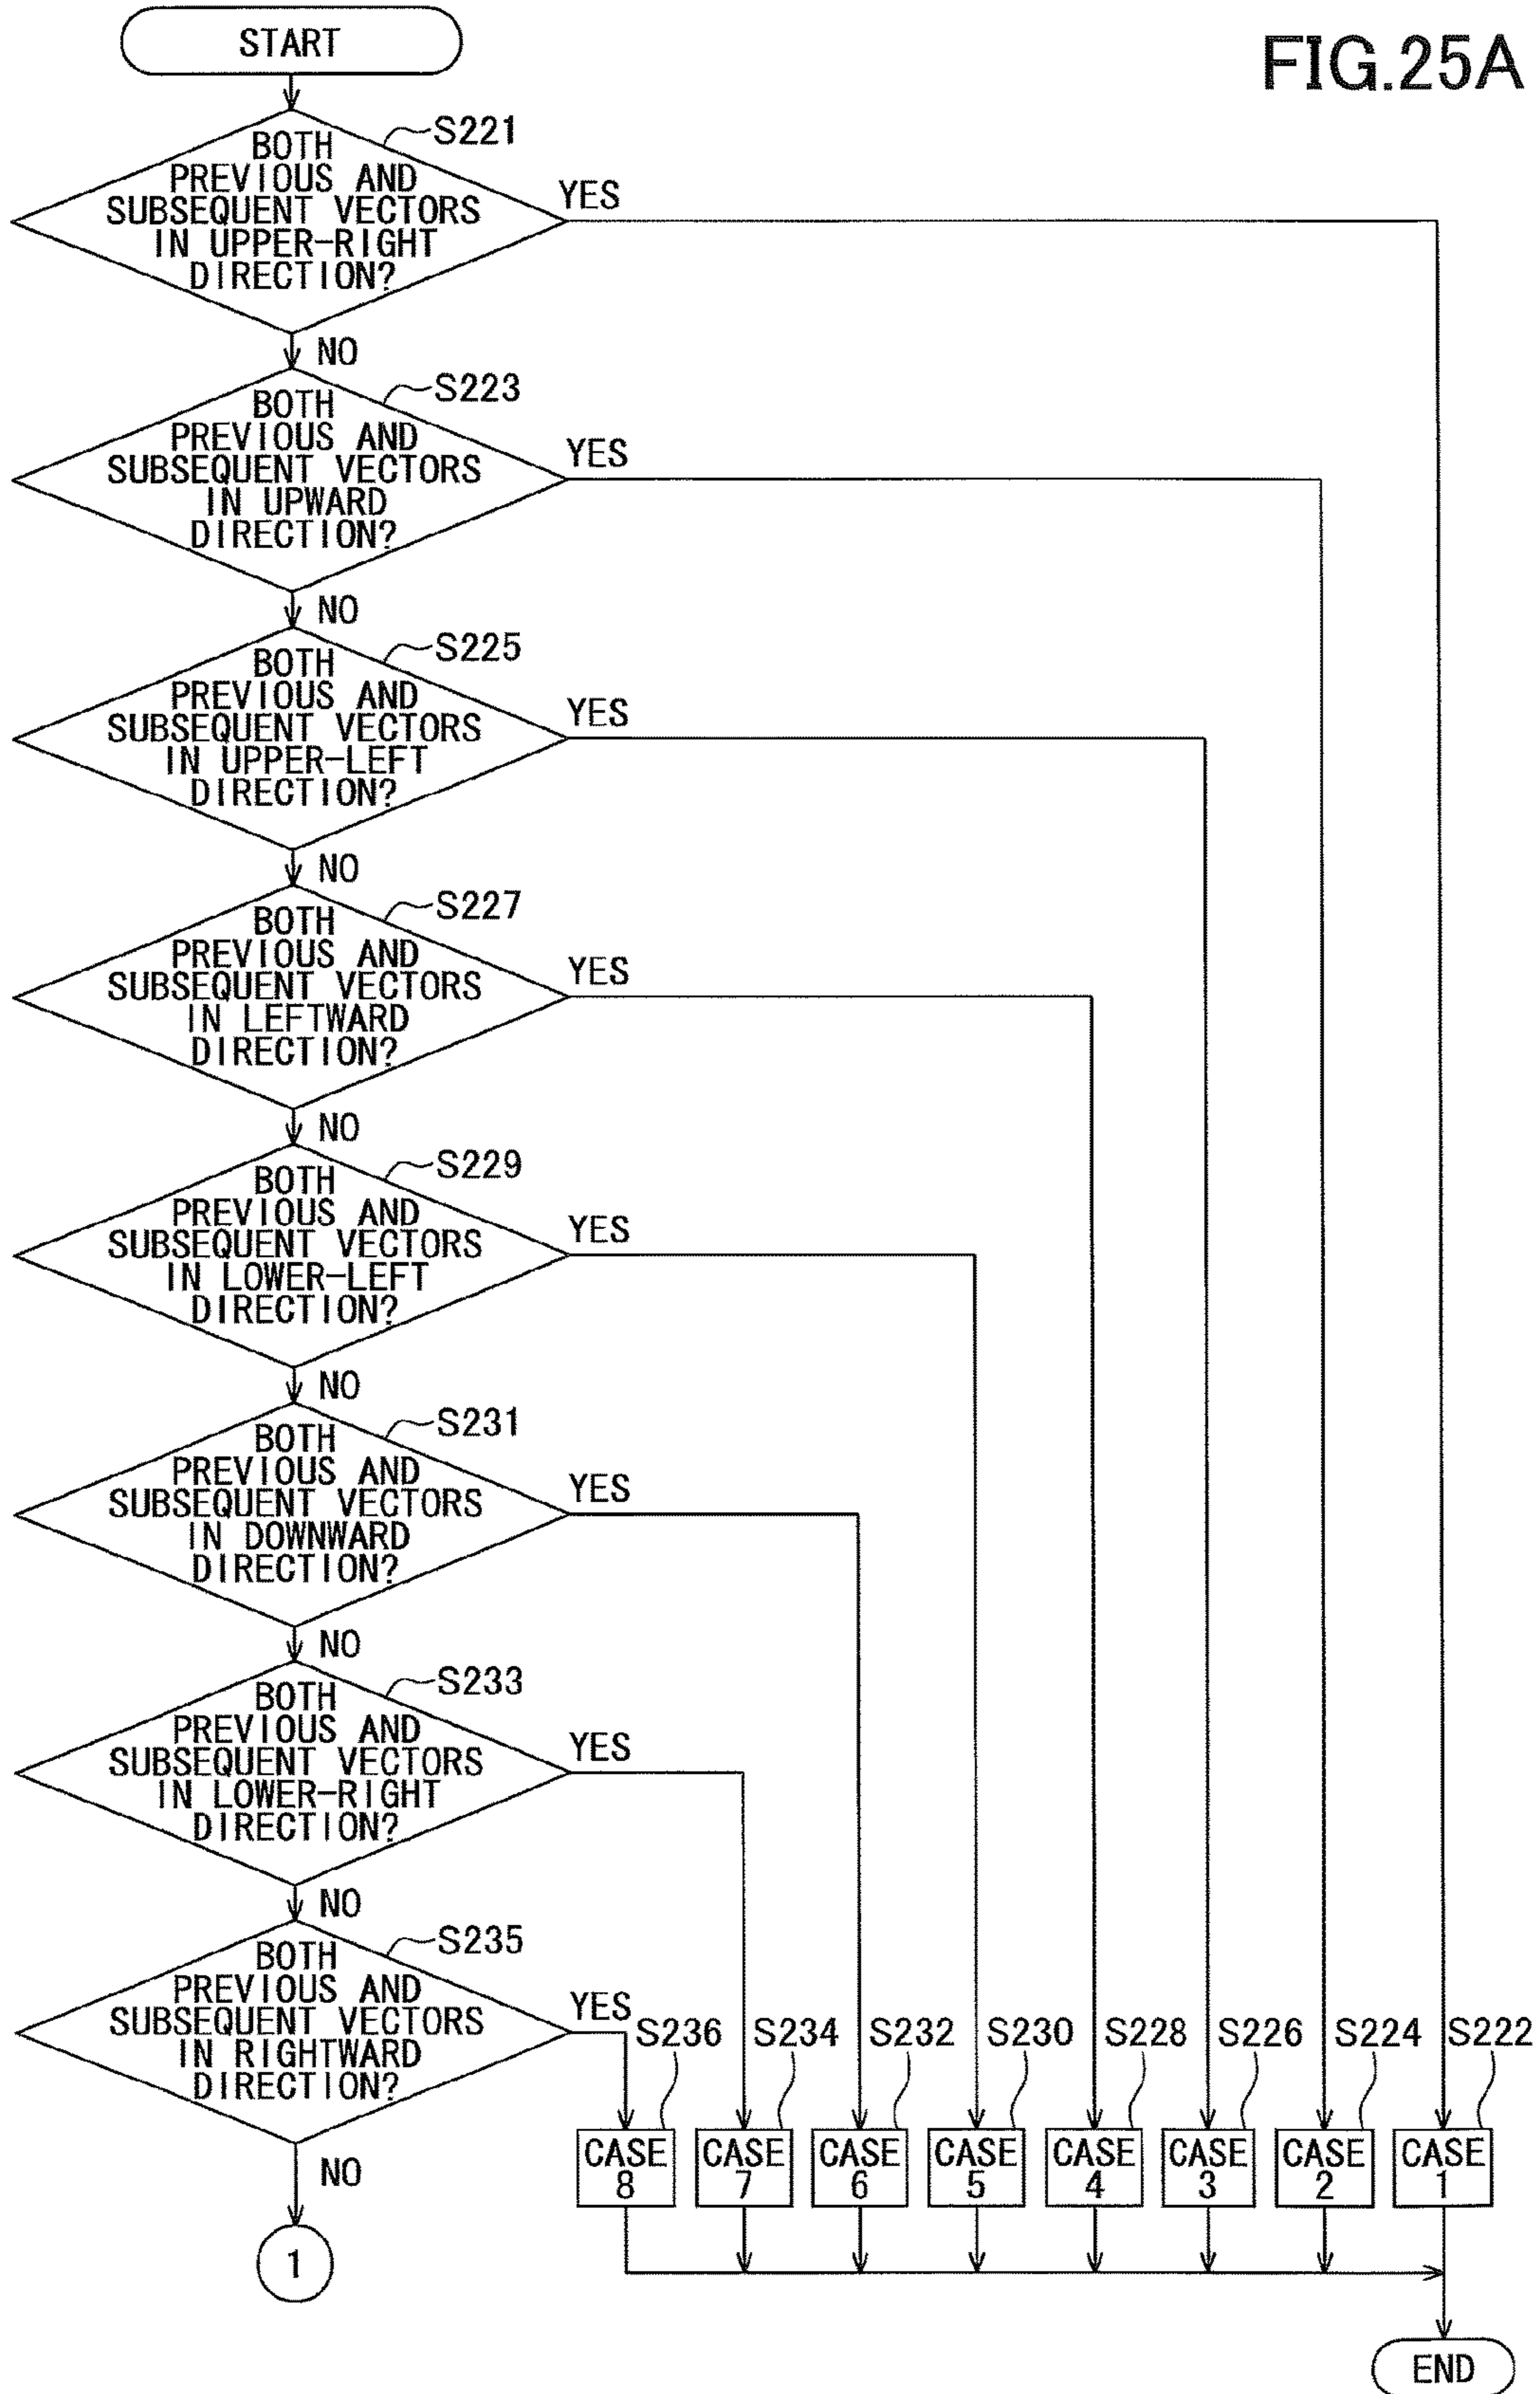 FIG.25A
START
S221
BOTH
PREVIOUS AND
SUBSEQUENT VECTORS
IN UPPER-RIGHT
DIRECTION?
YES
NO
S223
BOTH
PREVIOUS AND
SUBSEQUENT VECTORS
IN UPWARD
DIRECTION?
YES
NO
S225
BOTH
PREVIOUS AND
SUBSEQUENT VECTORS
IN UPPER-LEFT
DIRECTION?
YES
NO
S227
BOTH
PREVIOUS AND
SUBSEQUENT VECTORS
IN LEFTWARD
DIRECTION?
YES
NO
S229
BOTH
PREVIOUS AND
SUBSEQUENT VECTORS
IN LOWER-LEFT
DIRECTION?
YES
NO
S231
BOTH
PREVIOUS AND
SUBSEQUENT VECTORS
IN DOWNWARD
DIRECTION?
YES
NO
S233
BOTH
PREVIOUS AND
SUBSEQUENT VECTORS
IN LOWER-RIGHT
DIRECTION?
YES
NO
S235
BOTH
PREVIOUS AND
SUBSEQUENT VECTORS
IN RIGHTWARD
DIRECTION?
YES
NO
1
S236
CASE
8
S234
CASE
7
S232
CASE
6
S230
CASE
5
S228
CASE
4
S226
CASE
3
S224
CASE
2
S222
CASE
1
END